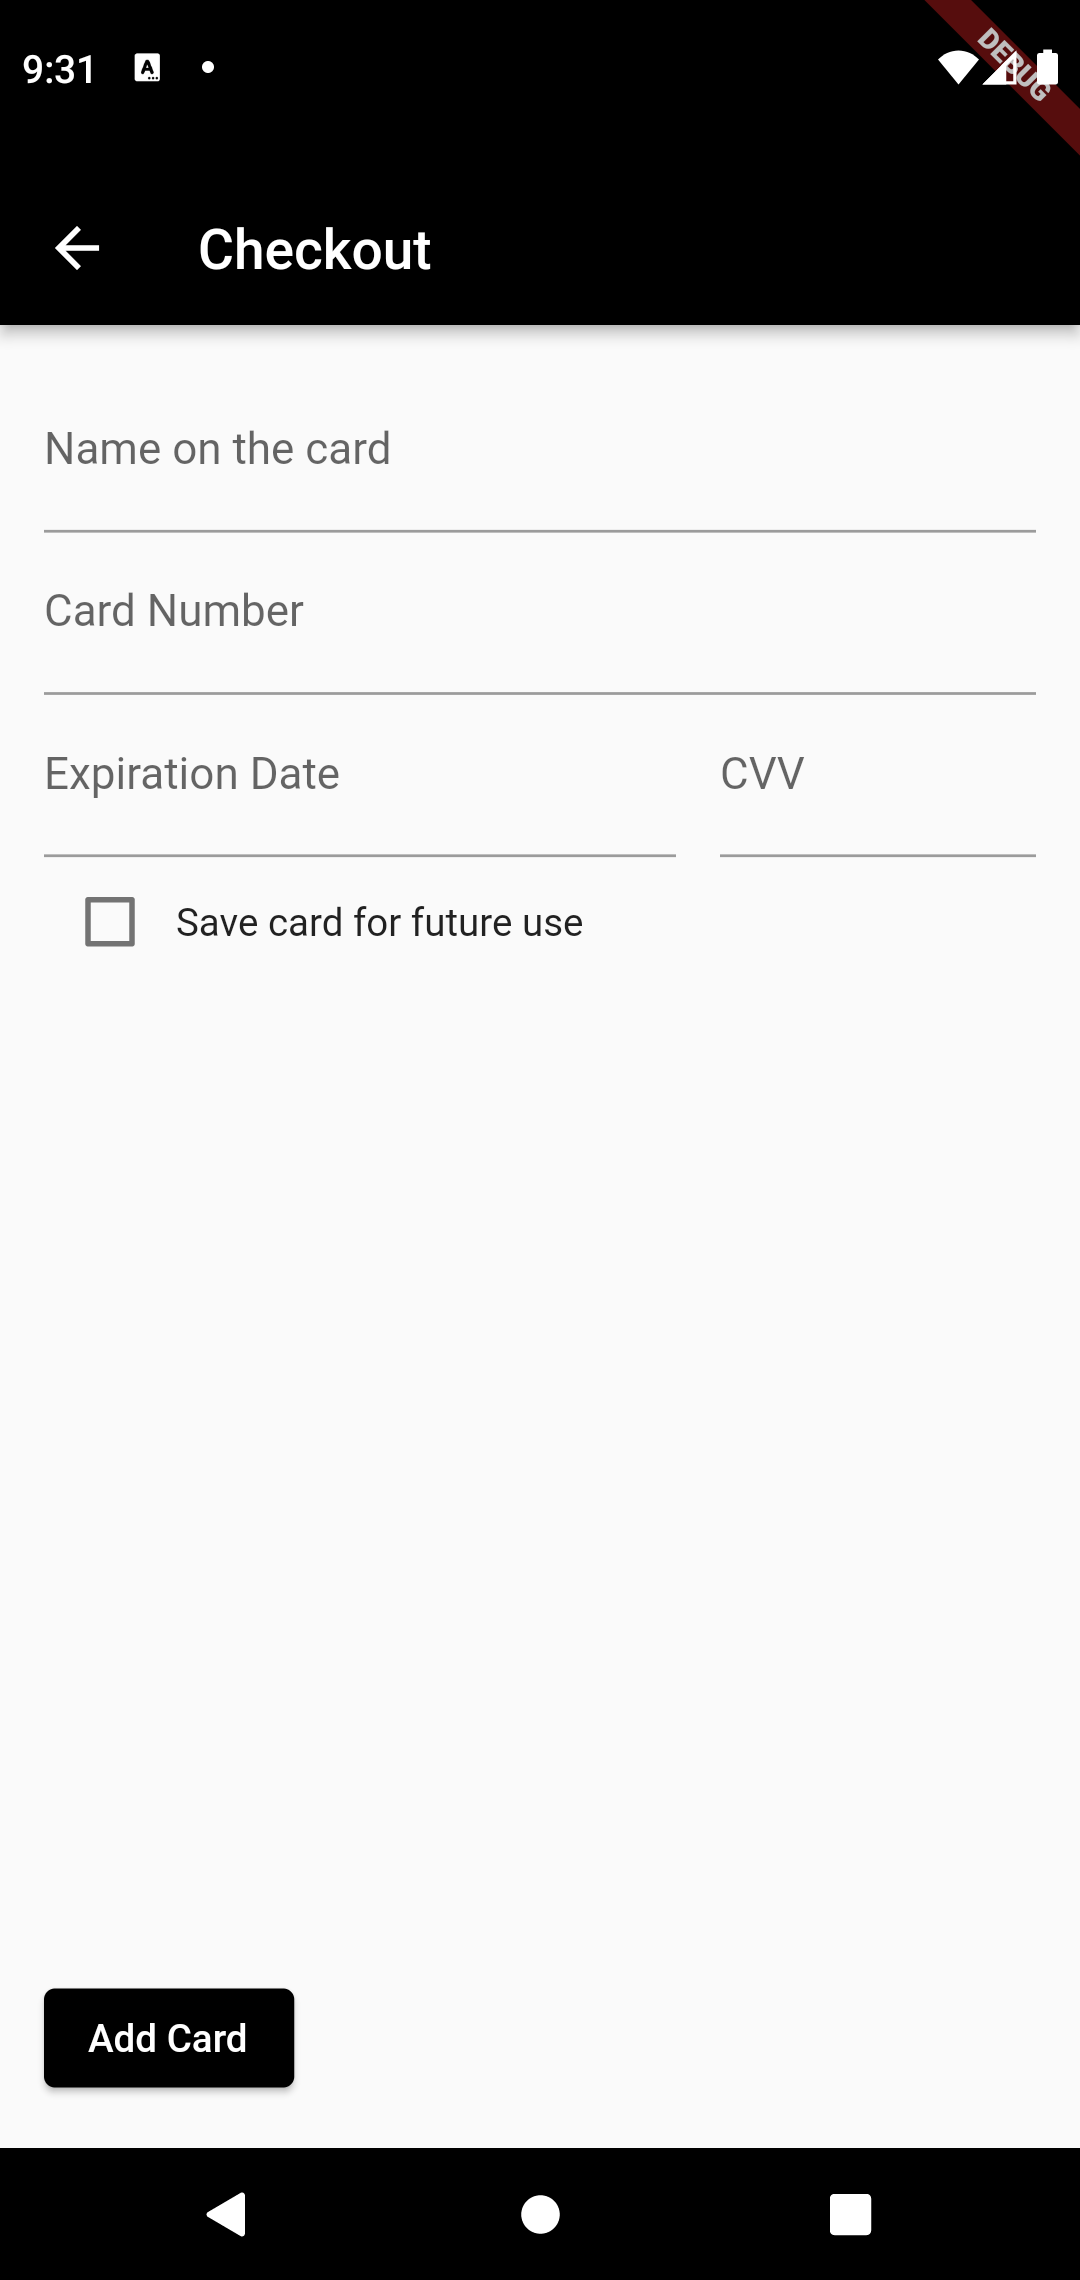 9:31
DEBUG
Checkout
Name on the card
Card Number
Expiration Date CVV
Save card for future use
Add Card